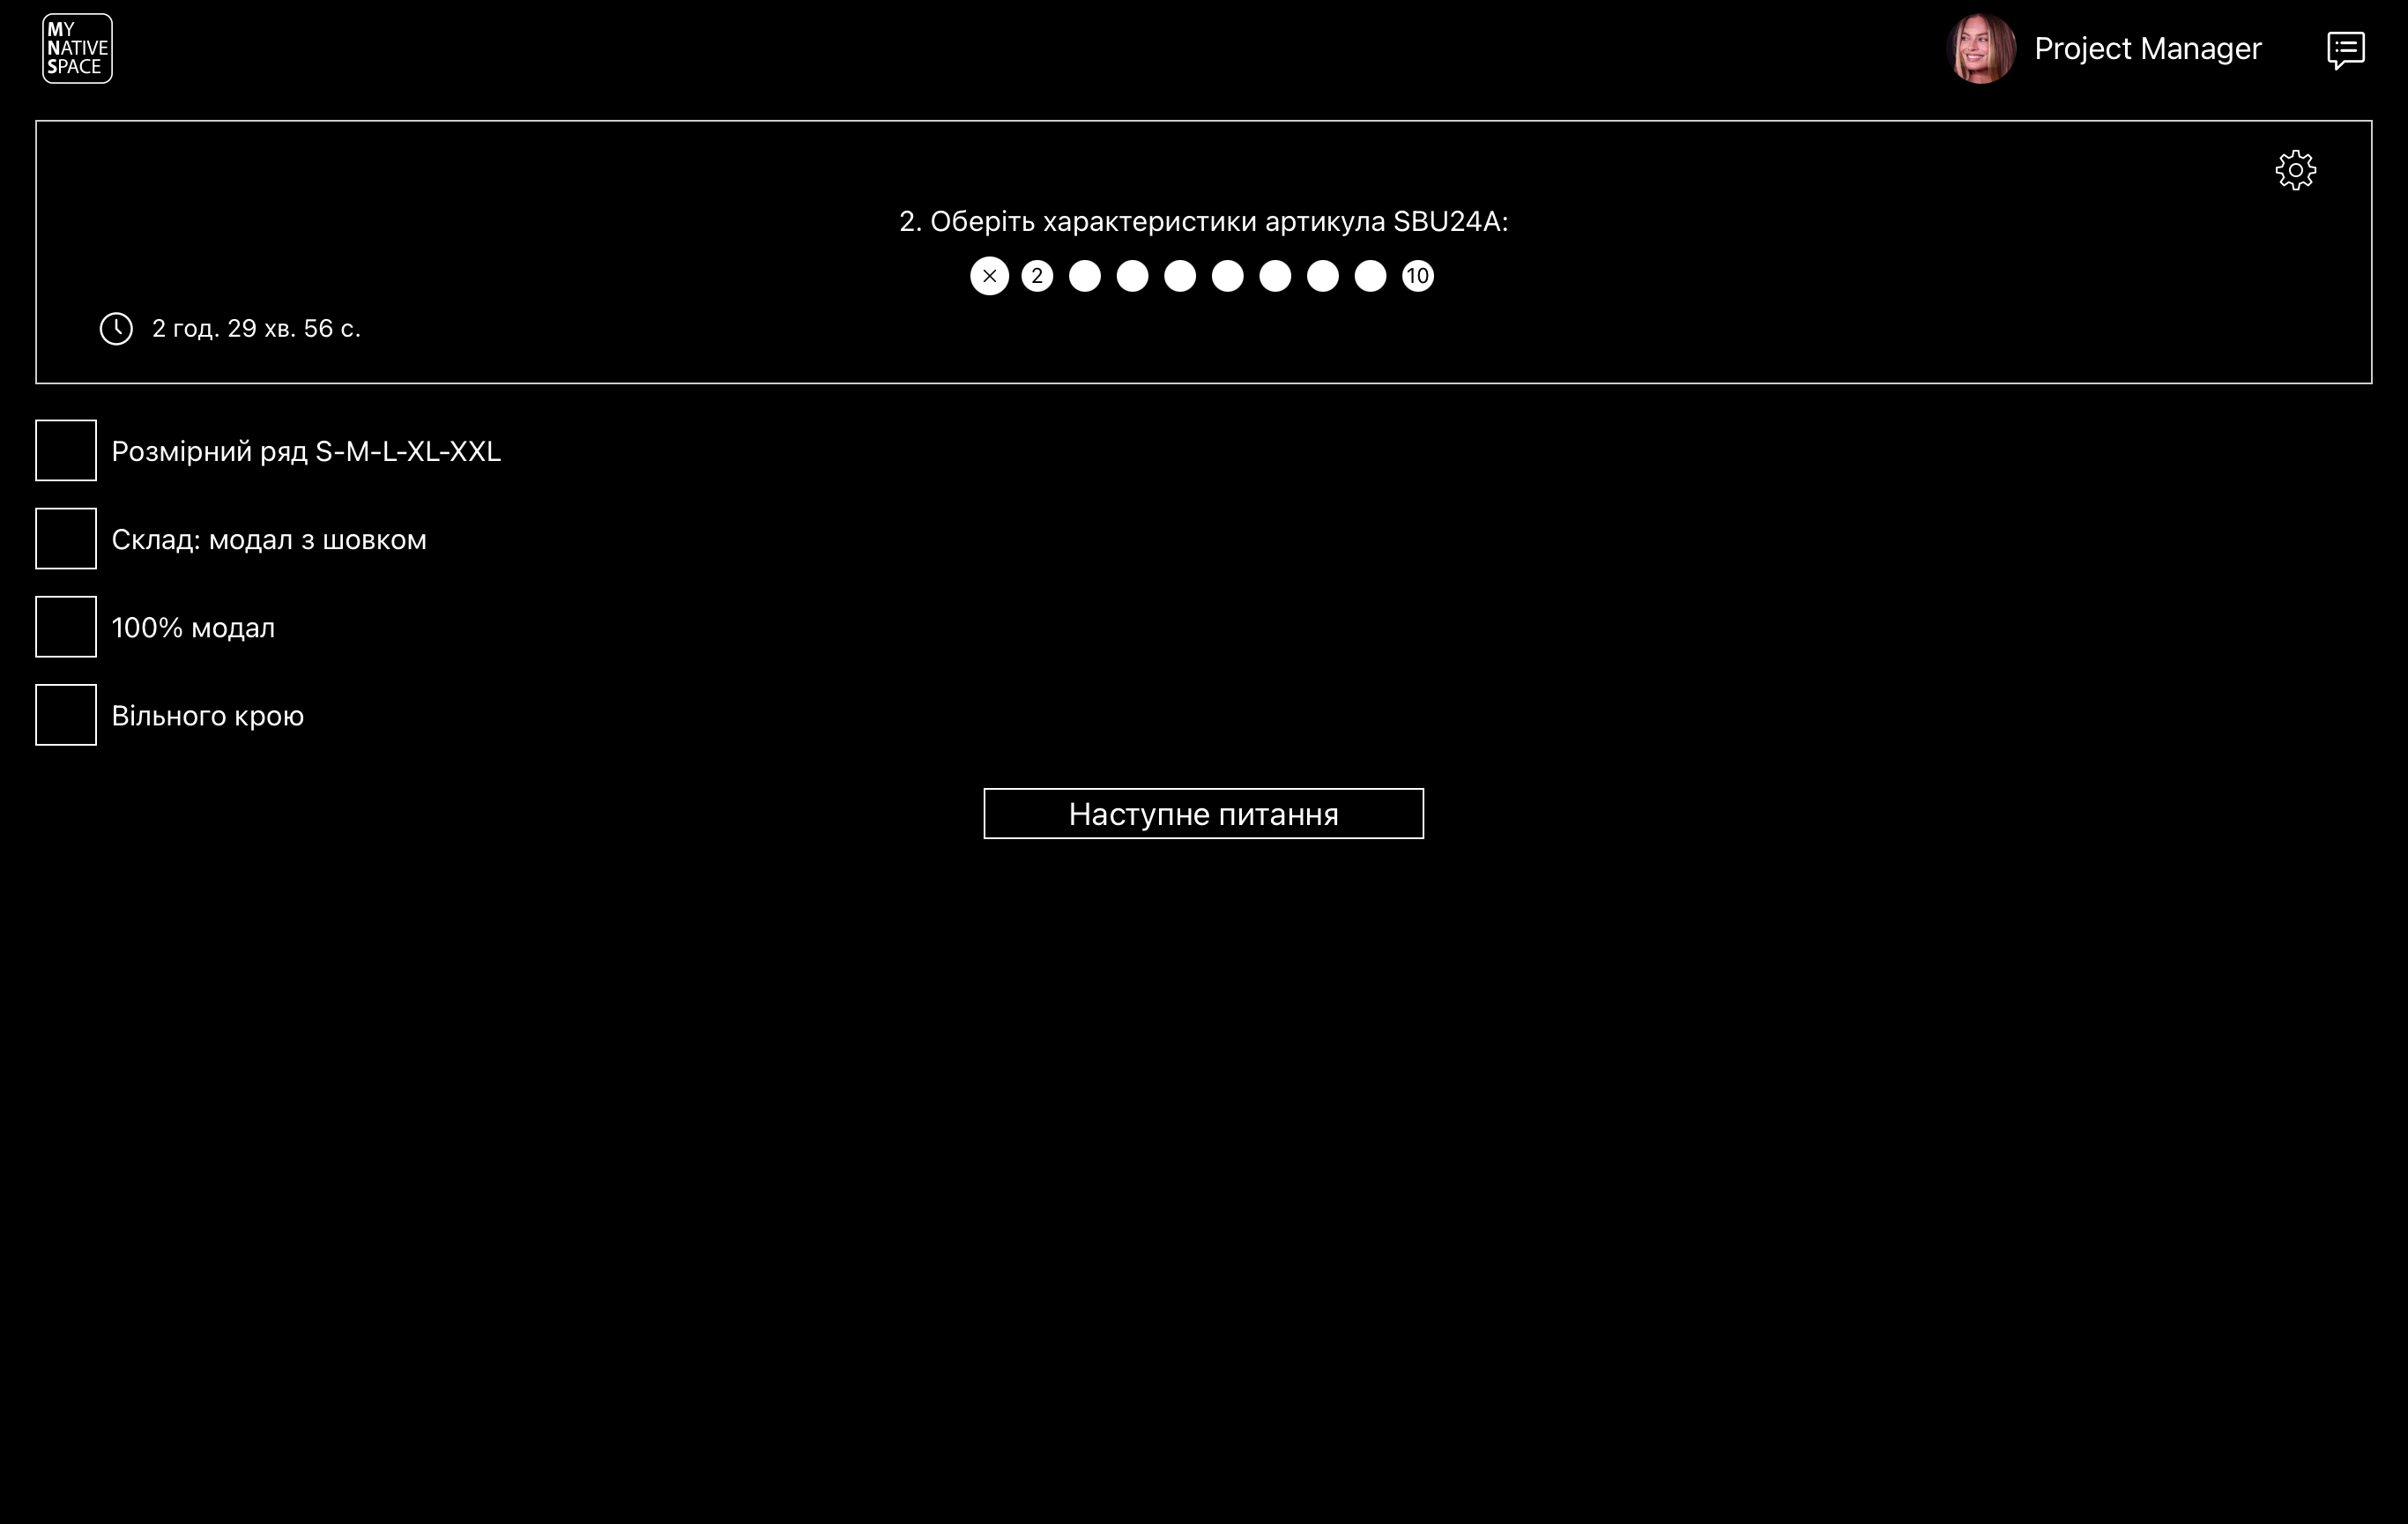 MY
NATIVE
SPACE
Project Manager
2. Оберіть характеристики артикула SBU24A:
2
10
2 год. 29 хв. 56 с.
Розмірний ряд S-M-L-XL-XXL
Склад: модал з шовком
100% модал
Вільного крою
Наступне питання